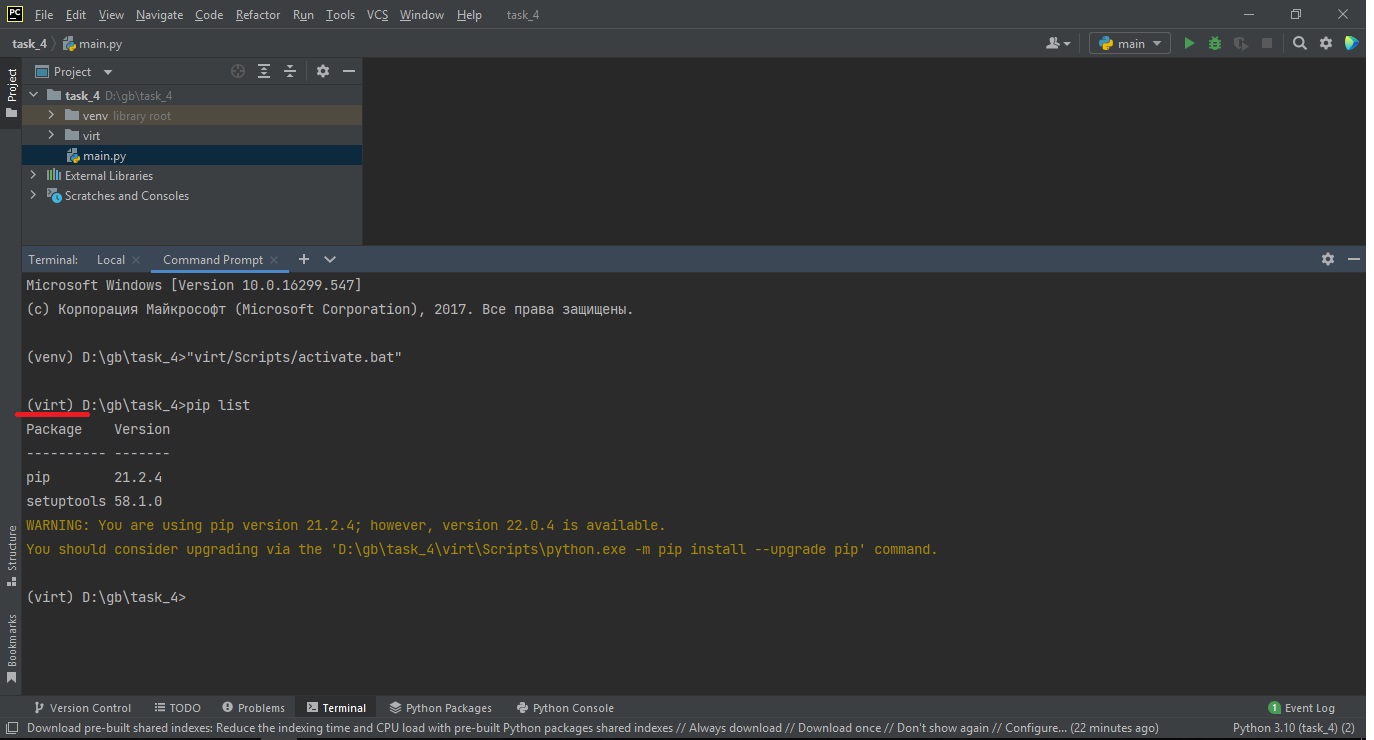 PC File Edit View Navigate Code Refactor Run Tools VCS Window Help task_4
task_4 main.py main
Project
Project
task_4 D:\gb\task_4
venv library root
virt
main.py
External Libraries
Scratches and Consoles
Terminal: Local Command Prompt
Microsoft Windows [Version 10.0.16299.547]
(c) Корпорация Майкрософт (Microsoft Corporation), 2017. Все права защищены.
(venv) D:\gb\task_4>"virt/Scripts/activate.bat"
(virt) D:\gb\task_4>pip list
Package Version
---------- -------
pip 21.2.4
setuptools 58.1.0
WARNING: You are using pip version 21.2.4; however, version 22.0.4 is available.
You should consider upgrading via the 'D:\gb\task_4\virt\Scripts\python.exe -m pip install --upgrade pip' command.
(virt) D:\gb\task_4>
Structure
Bookmarks
Version Control TODO Problems Terminal Python Packages Python Console 1 Event Log
Download pre-built shared indexes: Reduce the indexing time and CPU load with pre-built Python packages shared indexes // Always download // Download once // Don't show again // Configure... (22 minutes ago) Python 3.10 (task_4) (2)